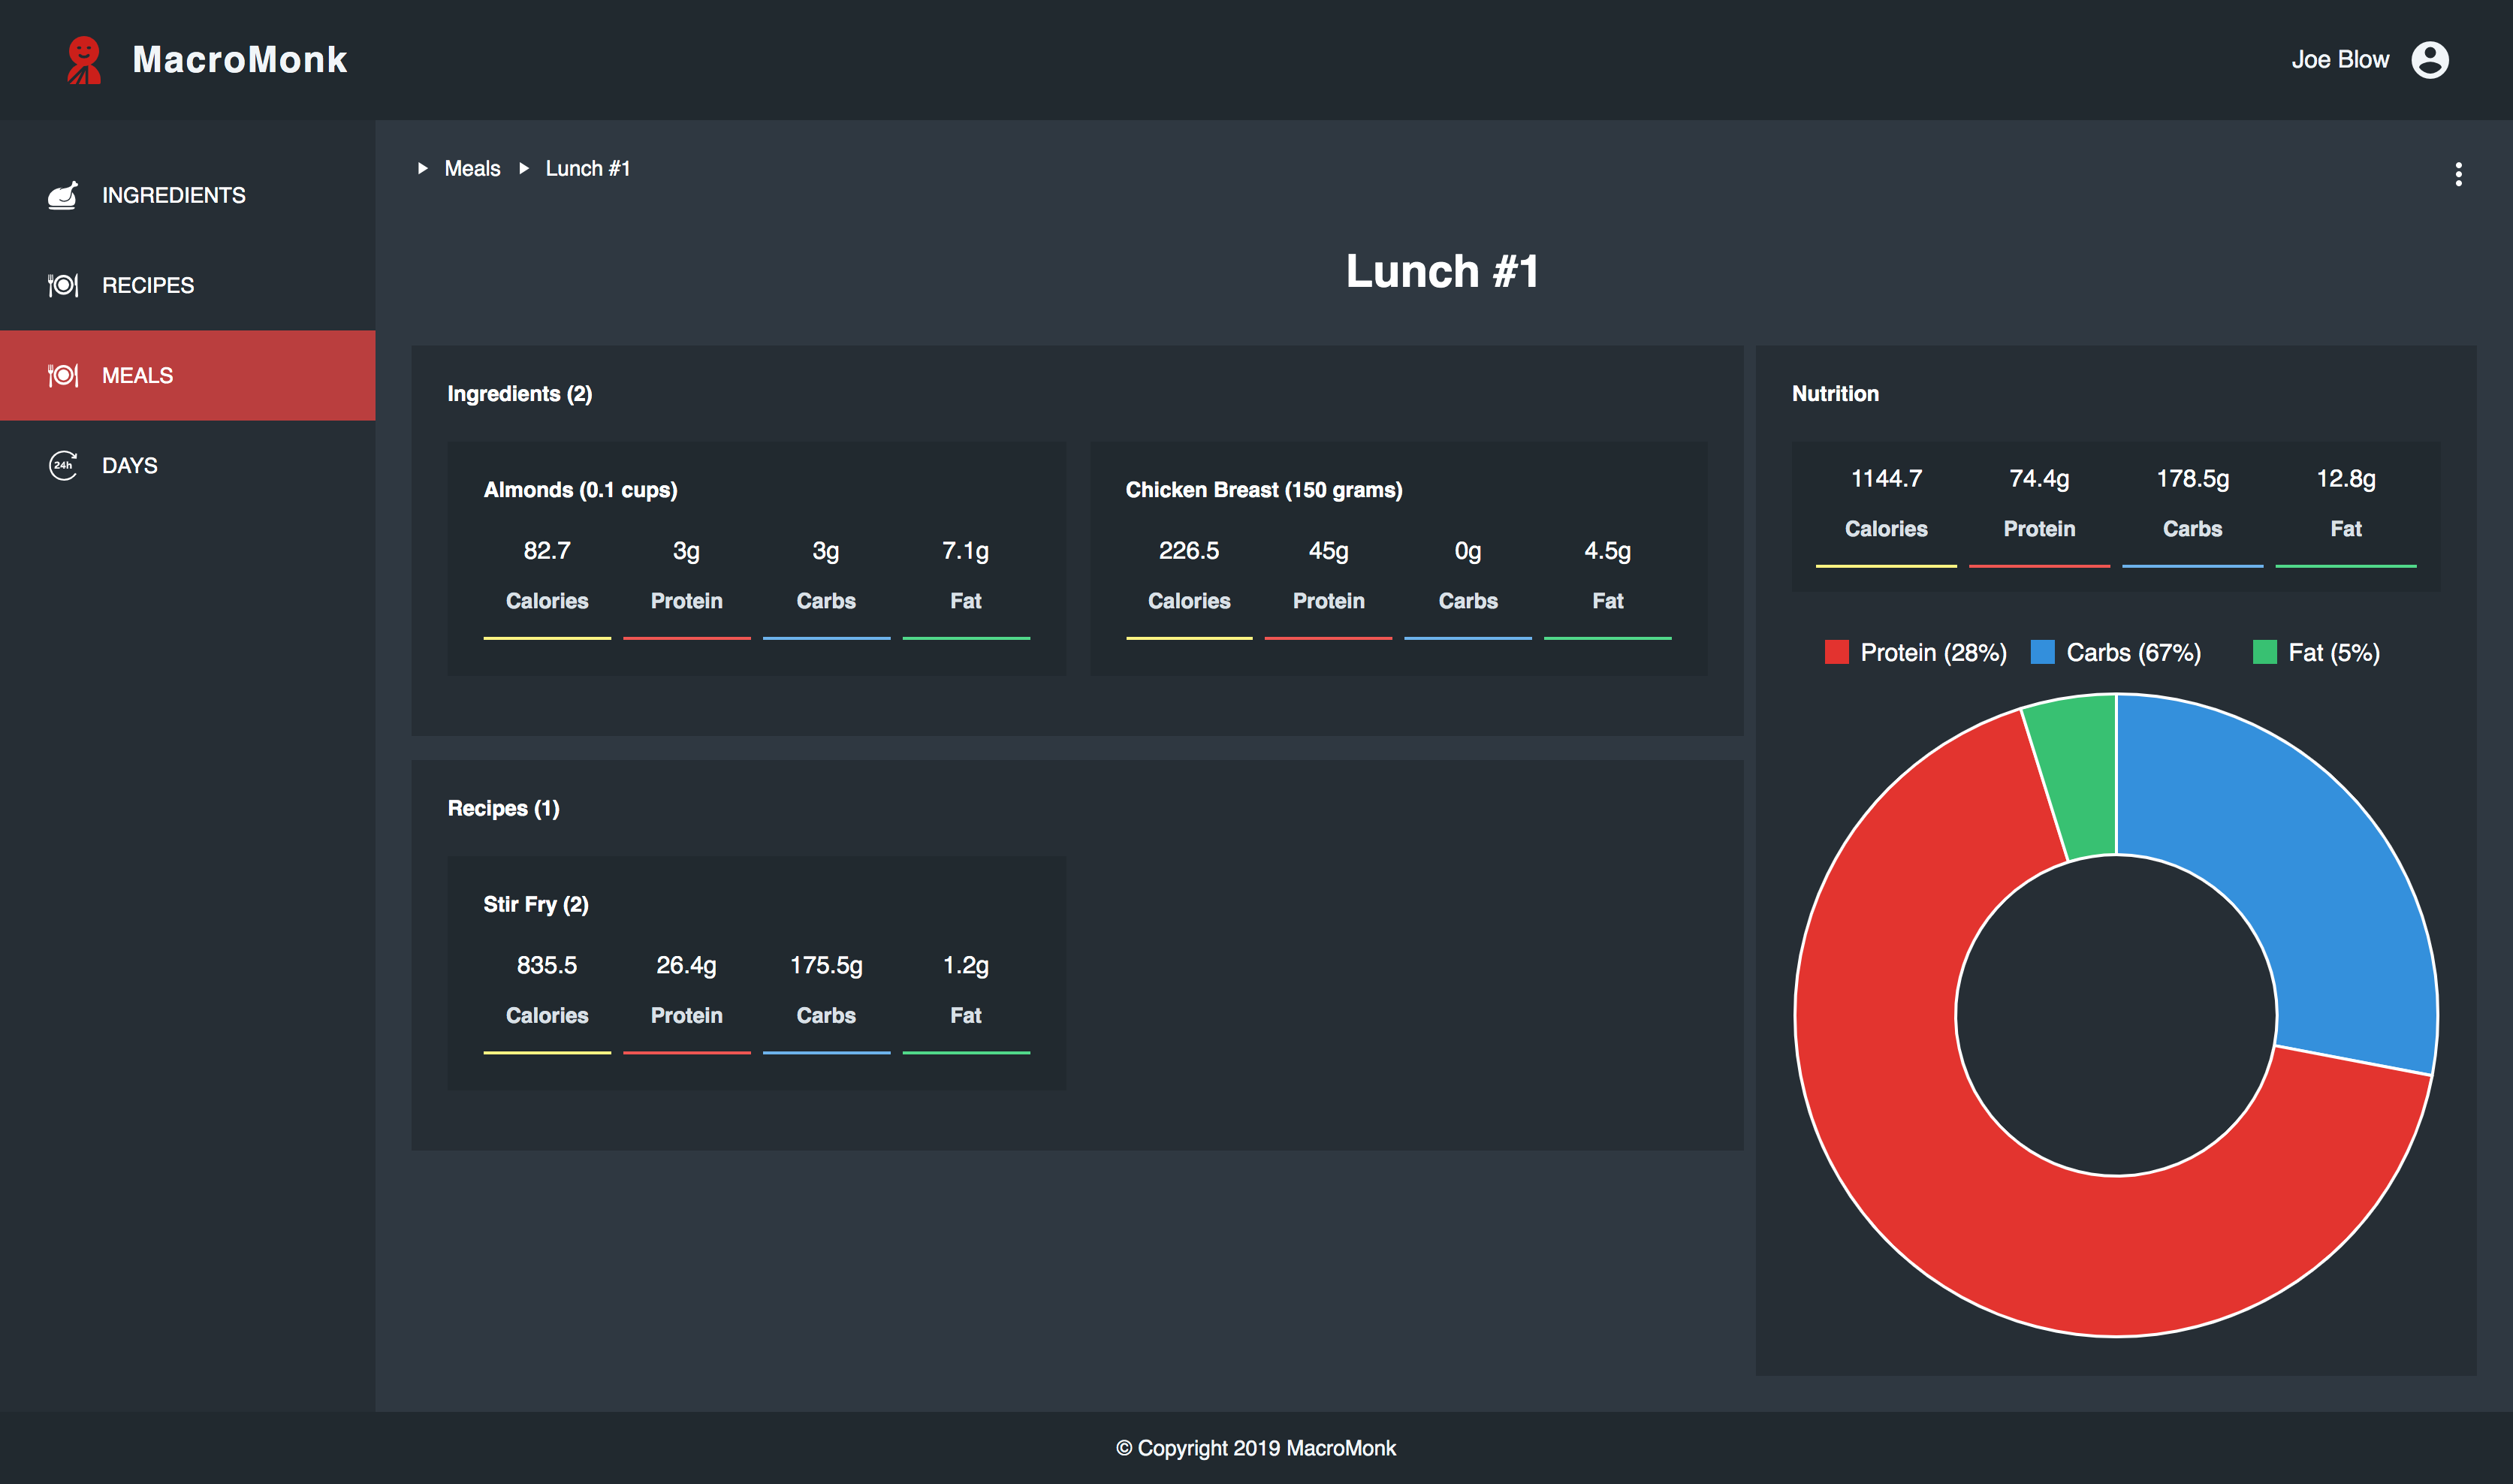 MacroMonk
Joe Blow
INGREDIENTS
RECIPES
MEALS
24h DAYS
Meals Lunch #1
Lunch #1
Ingredients (2)
Almonds (0.1 cups)
82.7 3g 3g 7.1g
Calories Protein Carbs Fat
Chicken Breast (150 grams)
226.5 45g 0g 4.5g
Calories Protein Carbs Fat
Recipes (1)
Stir Fry (2)
835.5 26.4g 175.5g 1.2g
Calories Protein Carbs Fat
Nutrition
1144.7 74.4g 178.5g 12.8g
Calories Protein Carbs Fat
Protein (28%) Carbs (67%) Fat (5%)
© Copyright 2019 MacroMonk